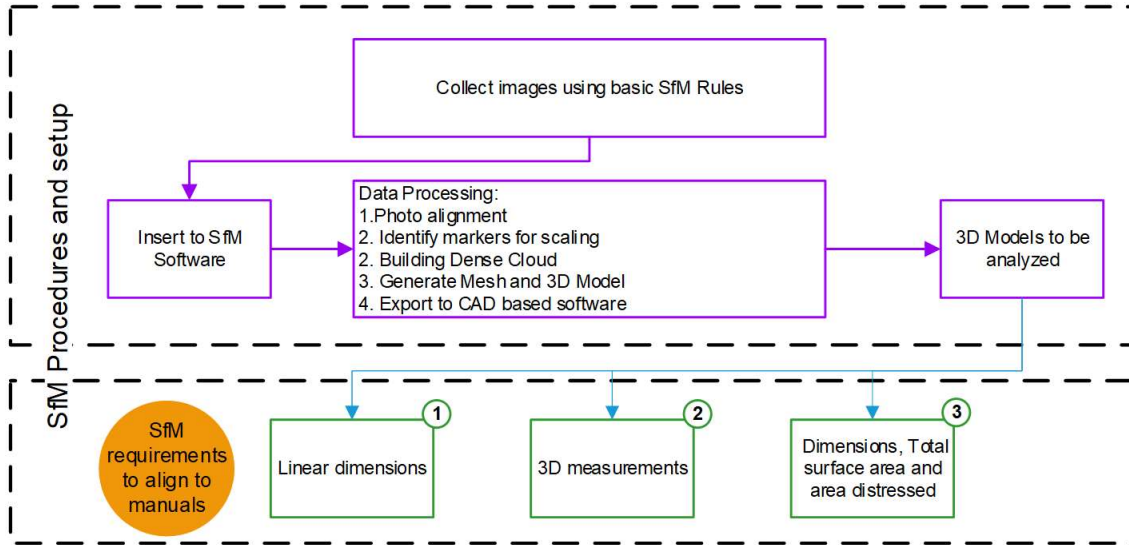 SfM Procedures and setup
Collect images using basic SfM Rules
Insert to SfM
Software
Data Processing:
1.Photo alignment
2. Identify markers for scaling
2. Building Dense Cloud
3. Generate Mesh and 3D Model
4. Export to CAD based software
3D Models to be
analyzed
SfM
requirements
to align to
manuals
1
Linear dimensions
2
3D measurements
3
Dimensions, Total
surface area and
area distressed